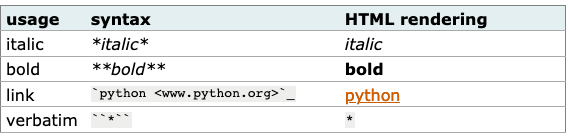 usage syntax HTML rendering
italic *italic* italic
bold **bold** bold
link `python <www.python.org>`_ python
verbatim ``*`` *